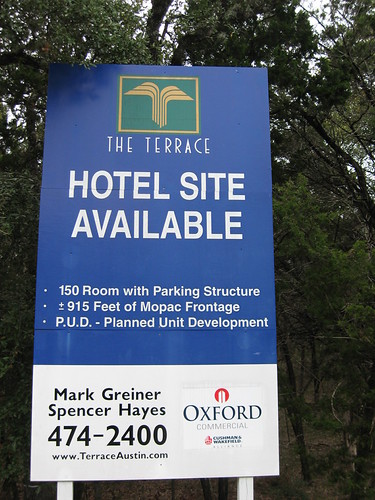 THE TERRACE
HOTEL SITE
AVAILABLE
· 150 Room with Parking Structure
· ±915 Feet of Mopac Frontage
· P.U.D. - Planned Unit Development
Mark Greiner
Spencer Hayes
474-2400
www.TerraceAustin.com
OXFORD
COMMERCIAL
CUSHMAN &
WAKEFIELD
ALLIANCE